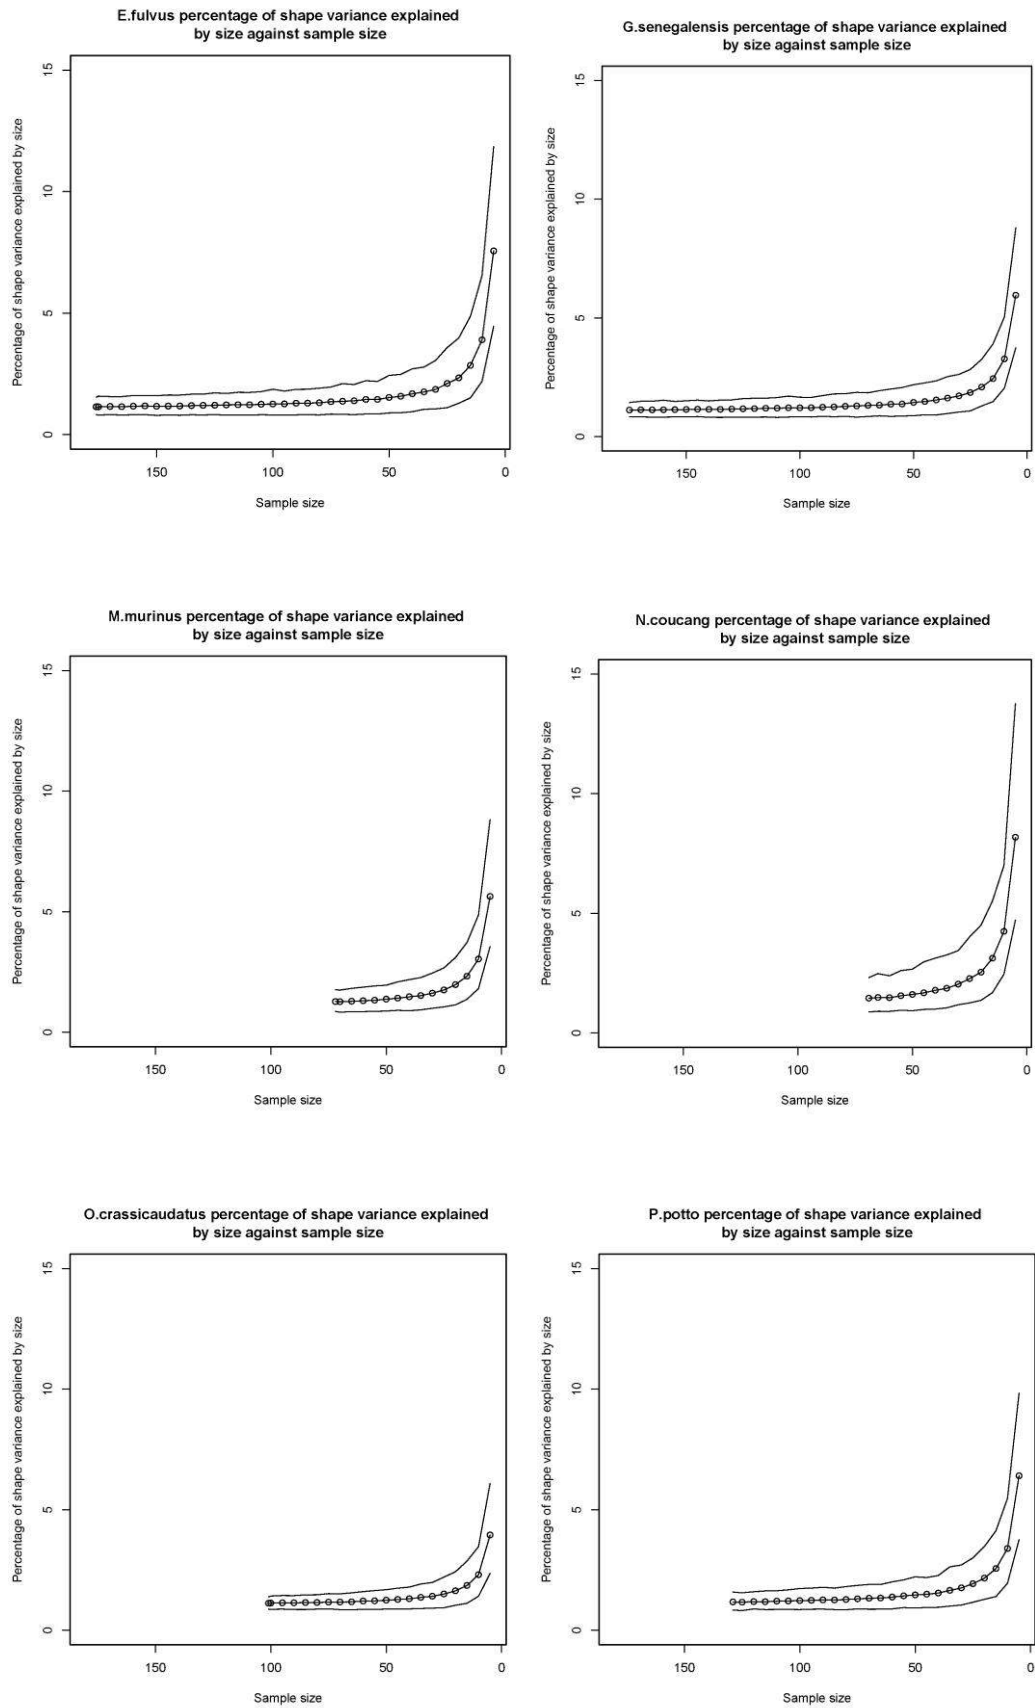 E.fulvus percentage of shape variance explained
by size against sample size
Percentage of shape variance explained by size
15
10
5
0
150
100
50
0
Sample size
G.senegalensis percentage of shape variance explained
by size against sample size
Percentage of shape variance explained by size
15
10
5
0
150
100
50
0
Sample size
M.murinus percentage of shape variance explained
by size against sample size
Percentage of shape variance explained by size
15
10
5
0
150
100
50
0
Sample size
N.coucang percentage of shape variance explained
by size against sample size
Percentage of shape variance explained by size
15
10
5
0
150
100
50
0
Sample size
O.crassicaudatus percentage of shape variance explained
by size against sample size
Percentage of shape variance explained by size
15
10
5
0
150
100
50
0
Sample size
P.potto percentage of shape variance explained
by size against sample size
Percentage of shape variance explained by size
15
10
5
0
150
100
50
0
Sample size